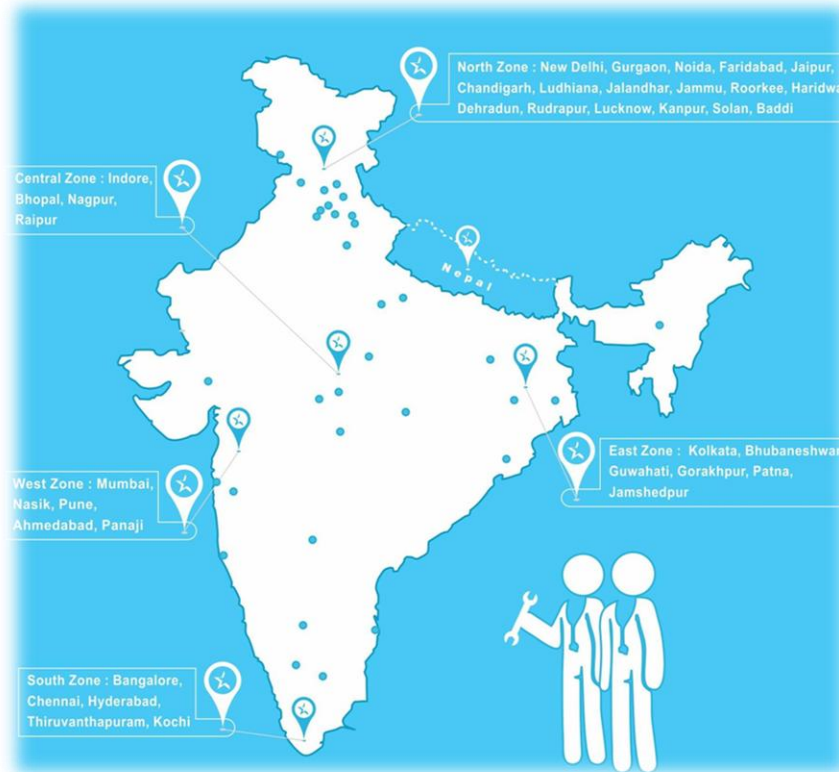 North Zone : New Delhi, Gurgaon, Noida, Faridabad, Jaipur,
Chandigarh, Ludhiana, Jalandhar, Jammu, Roorkee, Haridwa
Dehradun, Rudrapur, Lucknow, Kanpur, Solan, Baddi
Central Zone : Indore,
Bhopal, Nagpur,
Raipur
Nepal
East Zone : Kolkata, Bhubaneshwar
Guwahati, Gorakhpur, Patna,
Jamshedpur
West Zone : Mumbai,
Nasik, Pune,
Ahmedabad, Panaji
South Zone : Bangalore,
Chennai, Hyderabad,
Thiruvanthapuram, Kochi